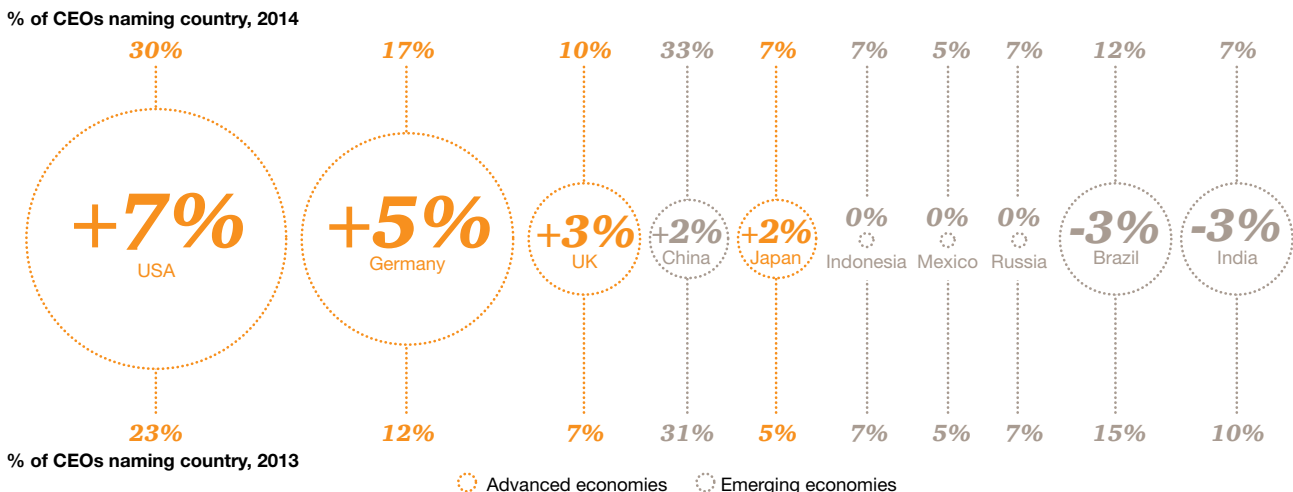 % of CEOs naming country, 2014
30% 17% 10% 33% 7% 7% 5% 7% 12% 7%
+7% +5% +3% +2% +2% 0% 0% 0% -3% -3%
USA Germany UK China Japan Indonesia Mexico Russia Brazil India
23% 12% 7% 31% 5% 7% 5% 7% 15% 10%
% of CEOs naming country, 2013
Advanced economies Emerging economies